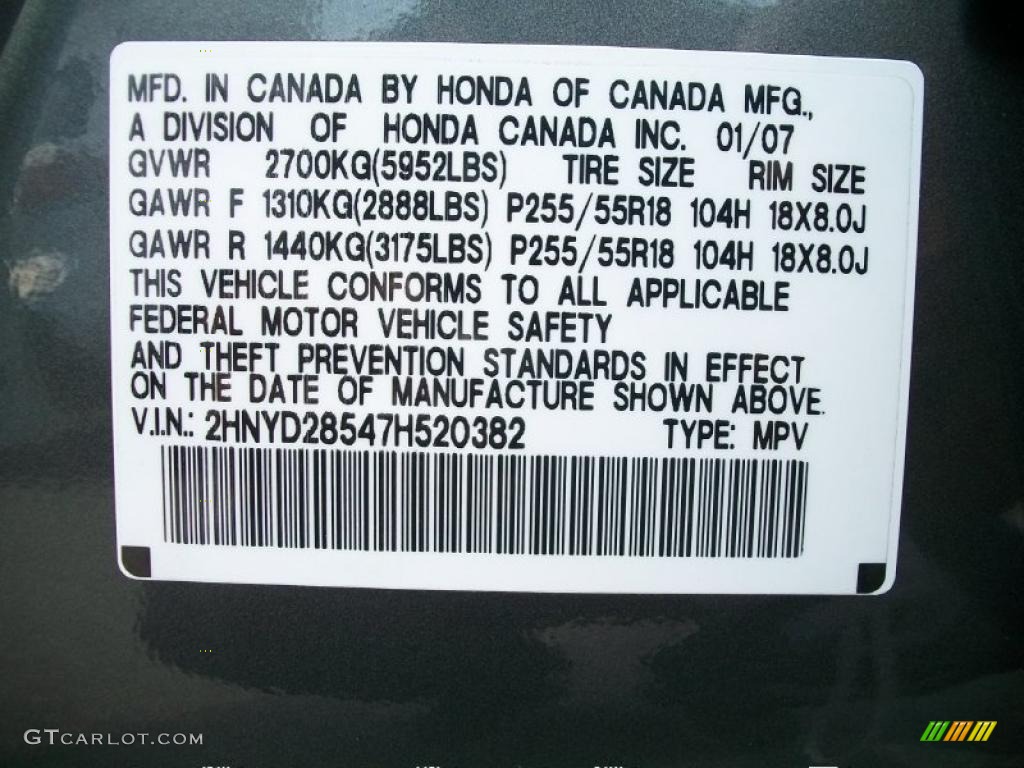 MFD. IN CANADA BY HONDA OF CANADA MFG.,
A DIVISION OF HONDA CANADA INC. 01/07
GVWR 2700KG(5952LBS) TIRE SIZE RIM SIZE
GAWR F 1310KG(2888LBS) P255/55R18 104H 18X8.0J
GAWR R 1440KG(3175LBS) P255/55R18 104H 18X8.0J
THIS VEHICLE CONFORMS TO ALL APPLICABLE
FEDERAL MOTOR VEHICLE SAFETY
AND THEFT PREVENTION STANDARDS IN EFFECT
ON THE DATE OF MANUFACTURE SHOWN ABOVE.
V.I.N.: 2HNYD28547H520382 TYPE: MPV
GTCARLOT.COM